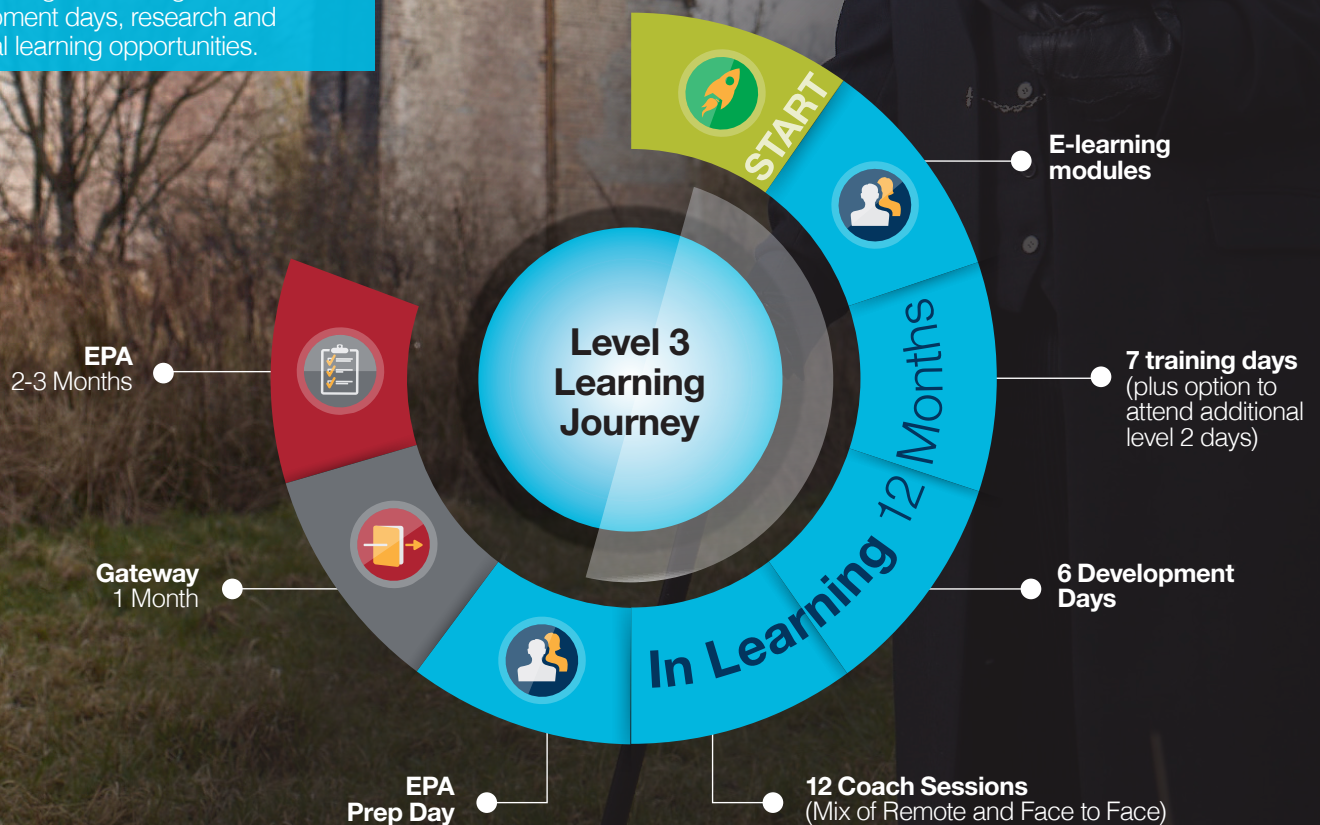 development days, research and
learning opportunities.
START
E-learning
modules
7 training days
(plus option to
attend additional
level 2 days)
6 Development
Days
12 Coach Sessions
(Mix of Remote and Face to Face)
EPA
Prep Day
Gateway
1 Month
EPA
2-3 Months
In Learning 12 Months
Level 3
Learning
Journey